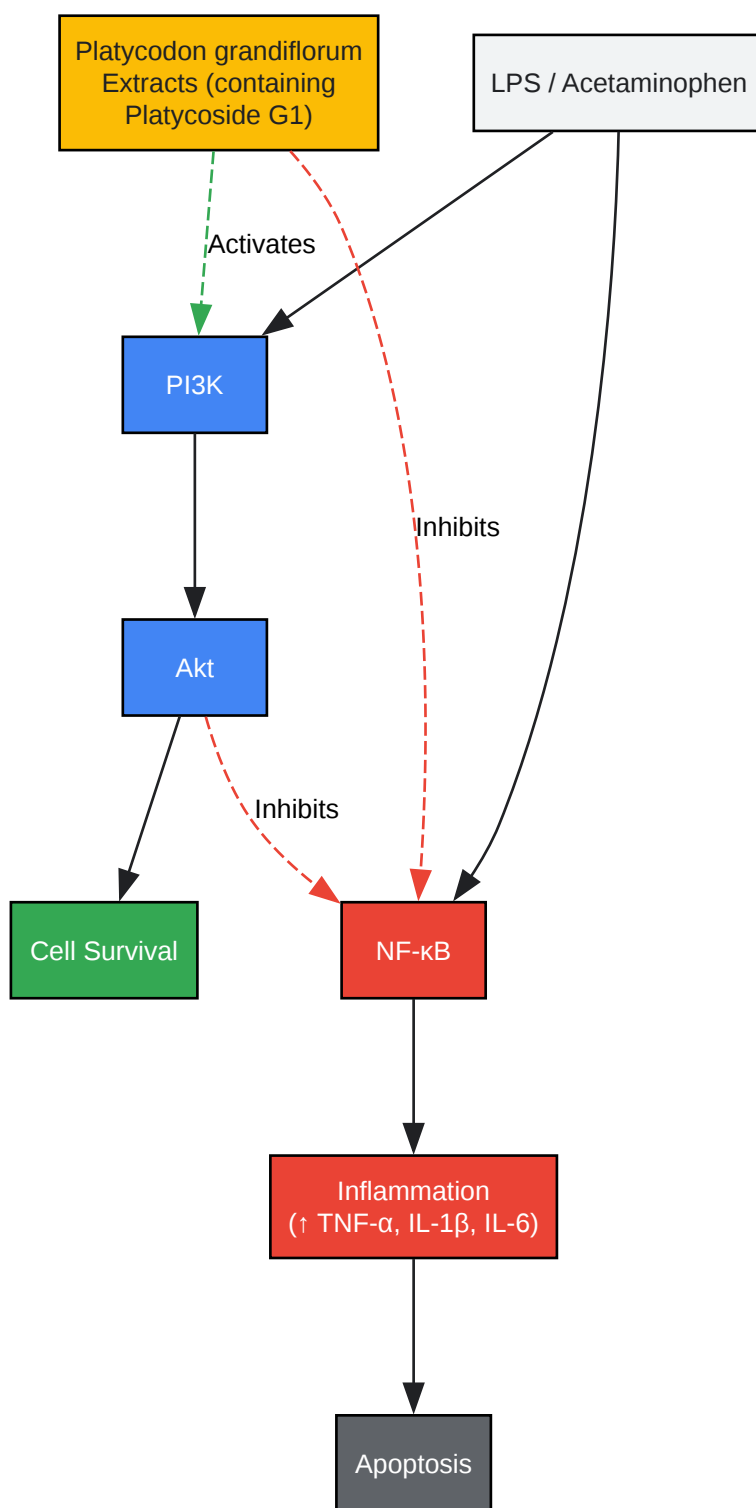 Platycodon grandiflorum
Extracts (containing
Platycoside G1)
LPS / Acetaminophen
Activates
PI3K
Inhibits
Akt
Inhibits
Cell Survival
NF-κB
Inflammation
(↑ TNF-α, IL-1β, IL-6)
Apoptosis